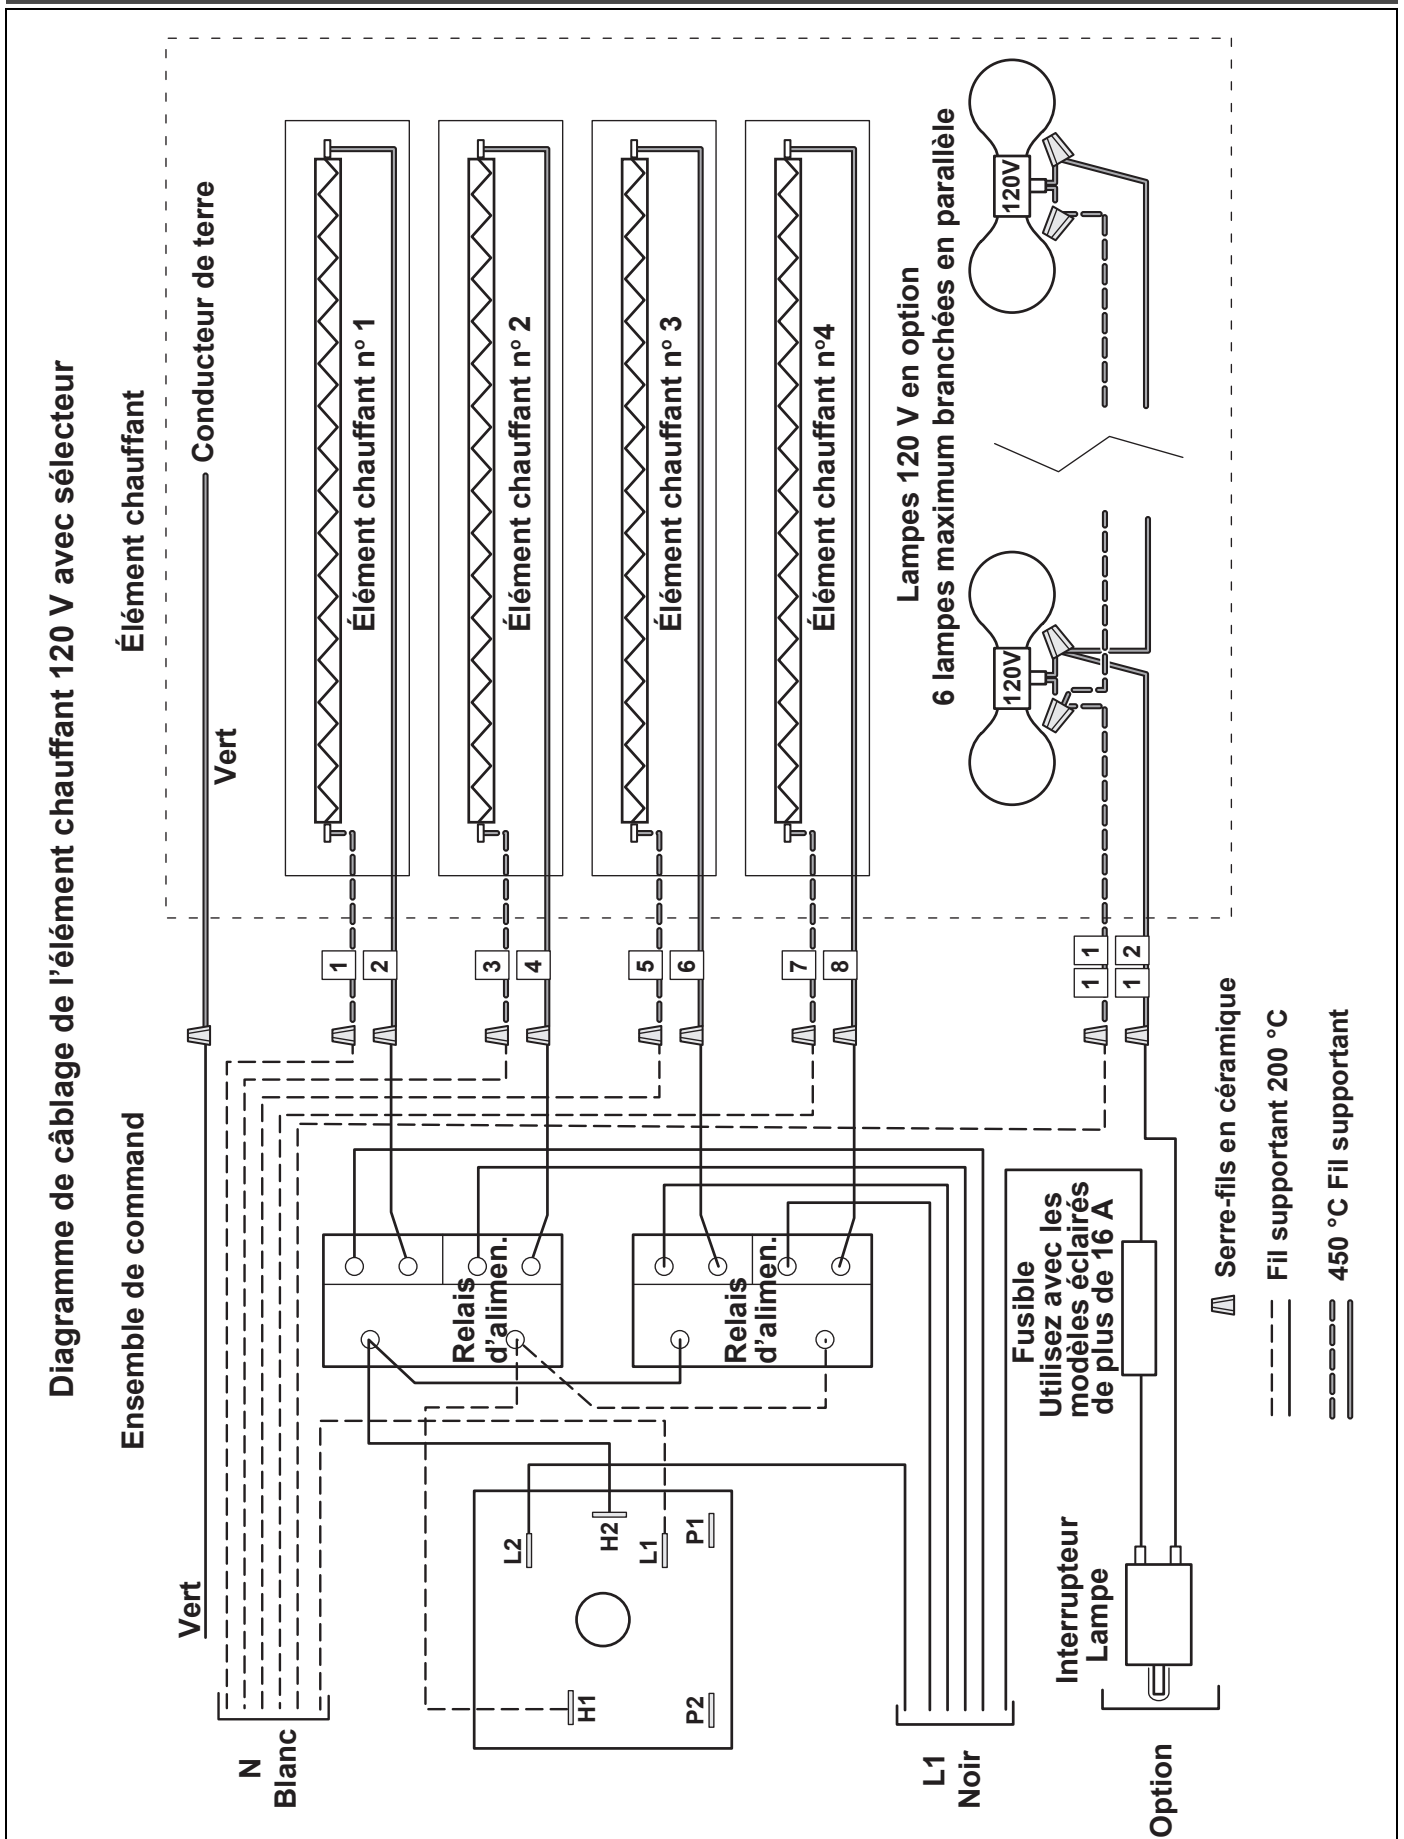 Diagramme de câblage de l'élément chauffant 120 V avec sélecteur
Ensemble de command
Élément chauffant
Vert
Vert
Conducteur de terre
N
Blanc
1
2
3
4
5
6
7
8
1 1
1 2
Élément chauffant n° 1
Élément chauffant n° 2
Élément chauffant n° 3
Élément chauffant n°4
Relais
d'alimen.
Relais
d'alimen.
L2
H2
L1
P1
H1
P2
L1
Noir
Lampes 120 V en option
6 lampes maximum branchées en parallèle
120V
120V
Fusible
Utilisez avec les
modèles éclairés
de plus de 16 A
Interrupteur
Lampe
Option
Serre-fils en céramique
Fil supportant 200 °C
450 °C Fil supportant